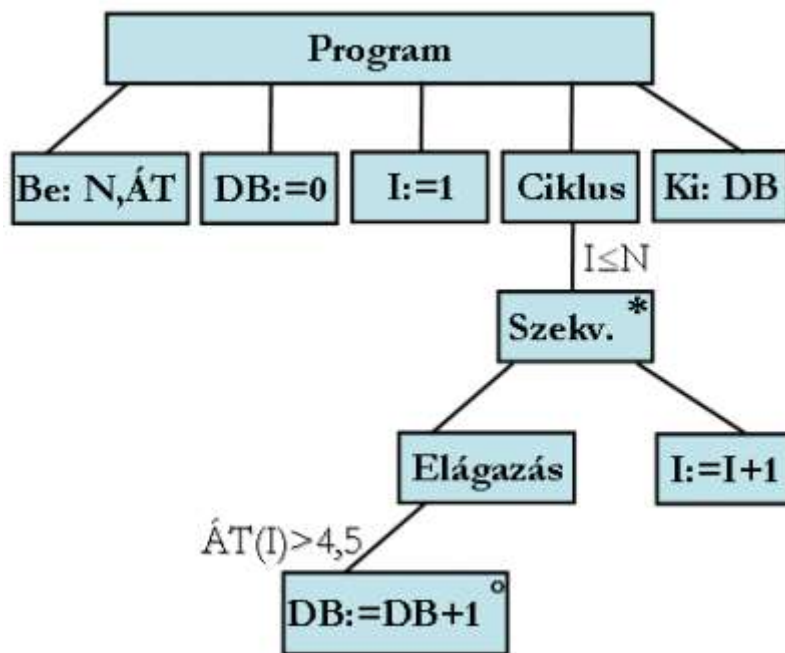 Program
Be: N,ÁT
DB:=0
I:=1
Ciklus
Ki: DB
I≤N
Szekv. *
Elágazás
I:=I+1
ÁT(I)>4,5
DB:=DB+1 °